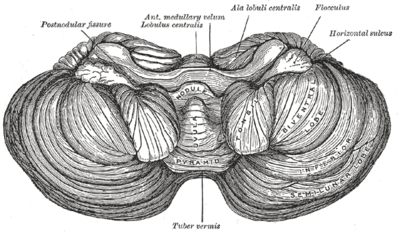 Ala lobuli centralis
Flocculus
Ant. medullary velum
Lobulus centralis
Postnodular fissure
Horizontal sulcus
NODULE
UVULA
TONSIL
BIVENTRAL
LOBE
PYRAMID
INFERIOR
SEMILUNAR LOBE
Tuber vermis